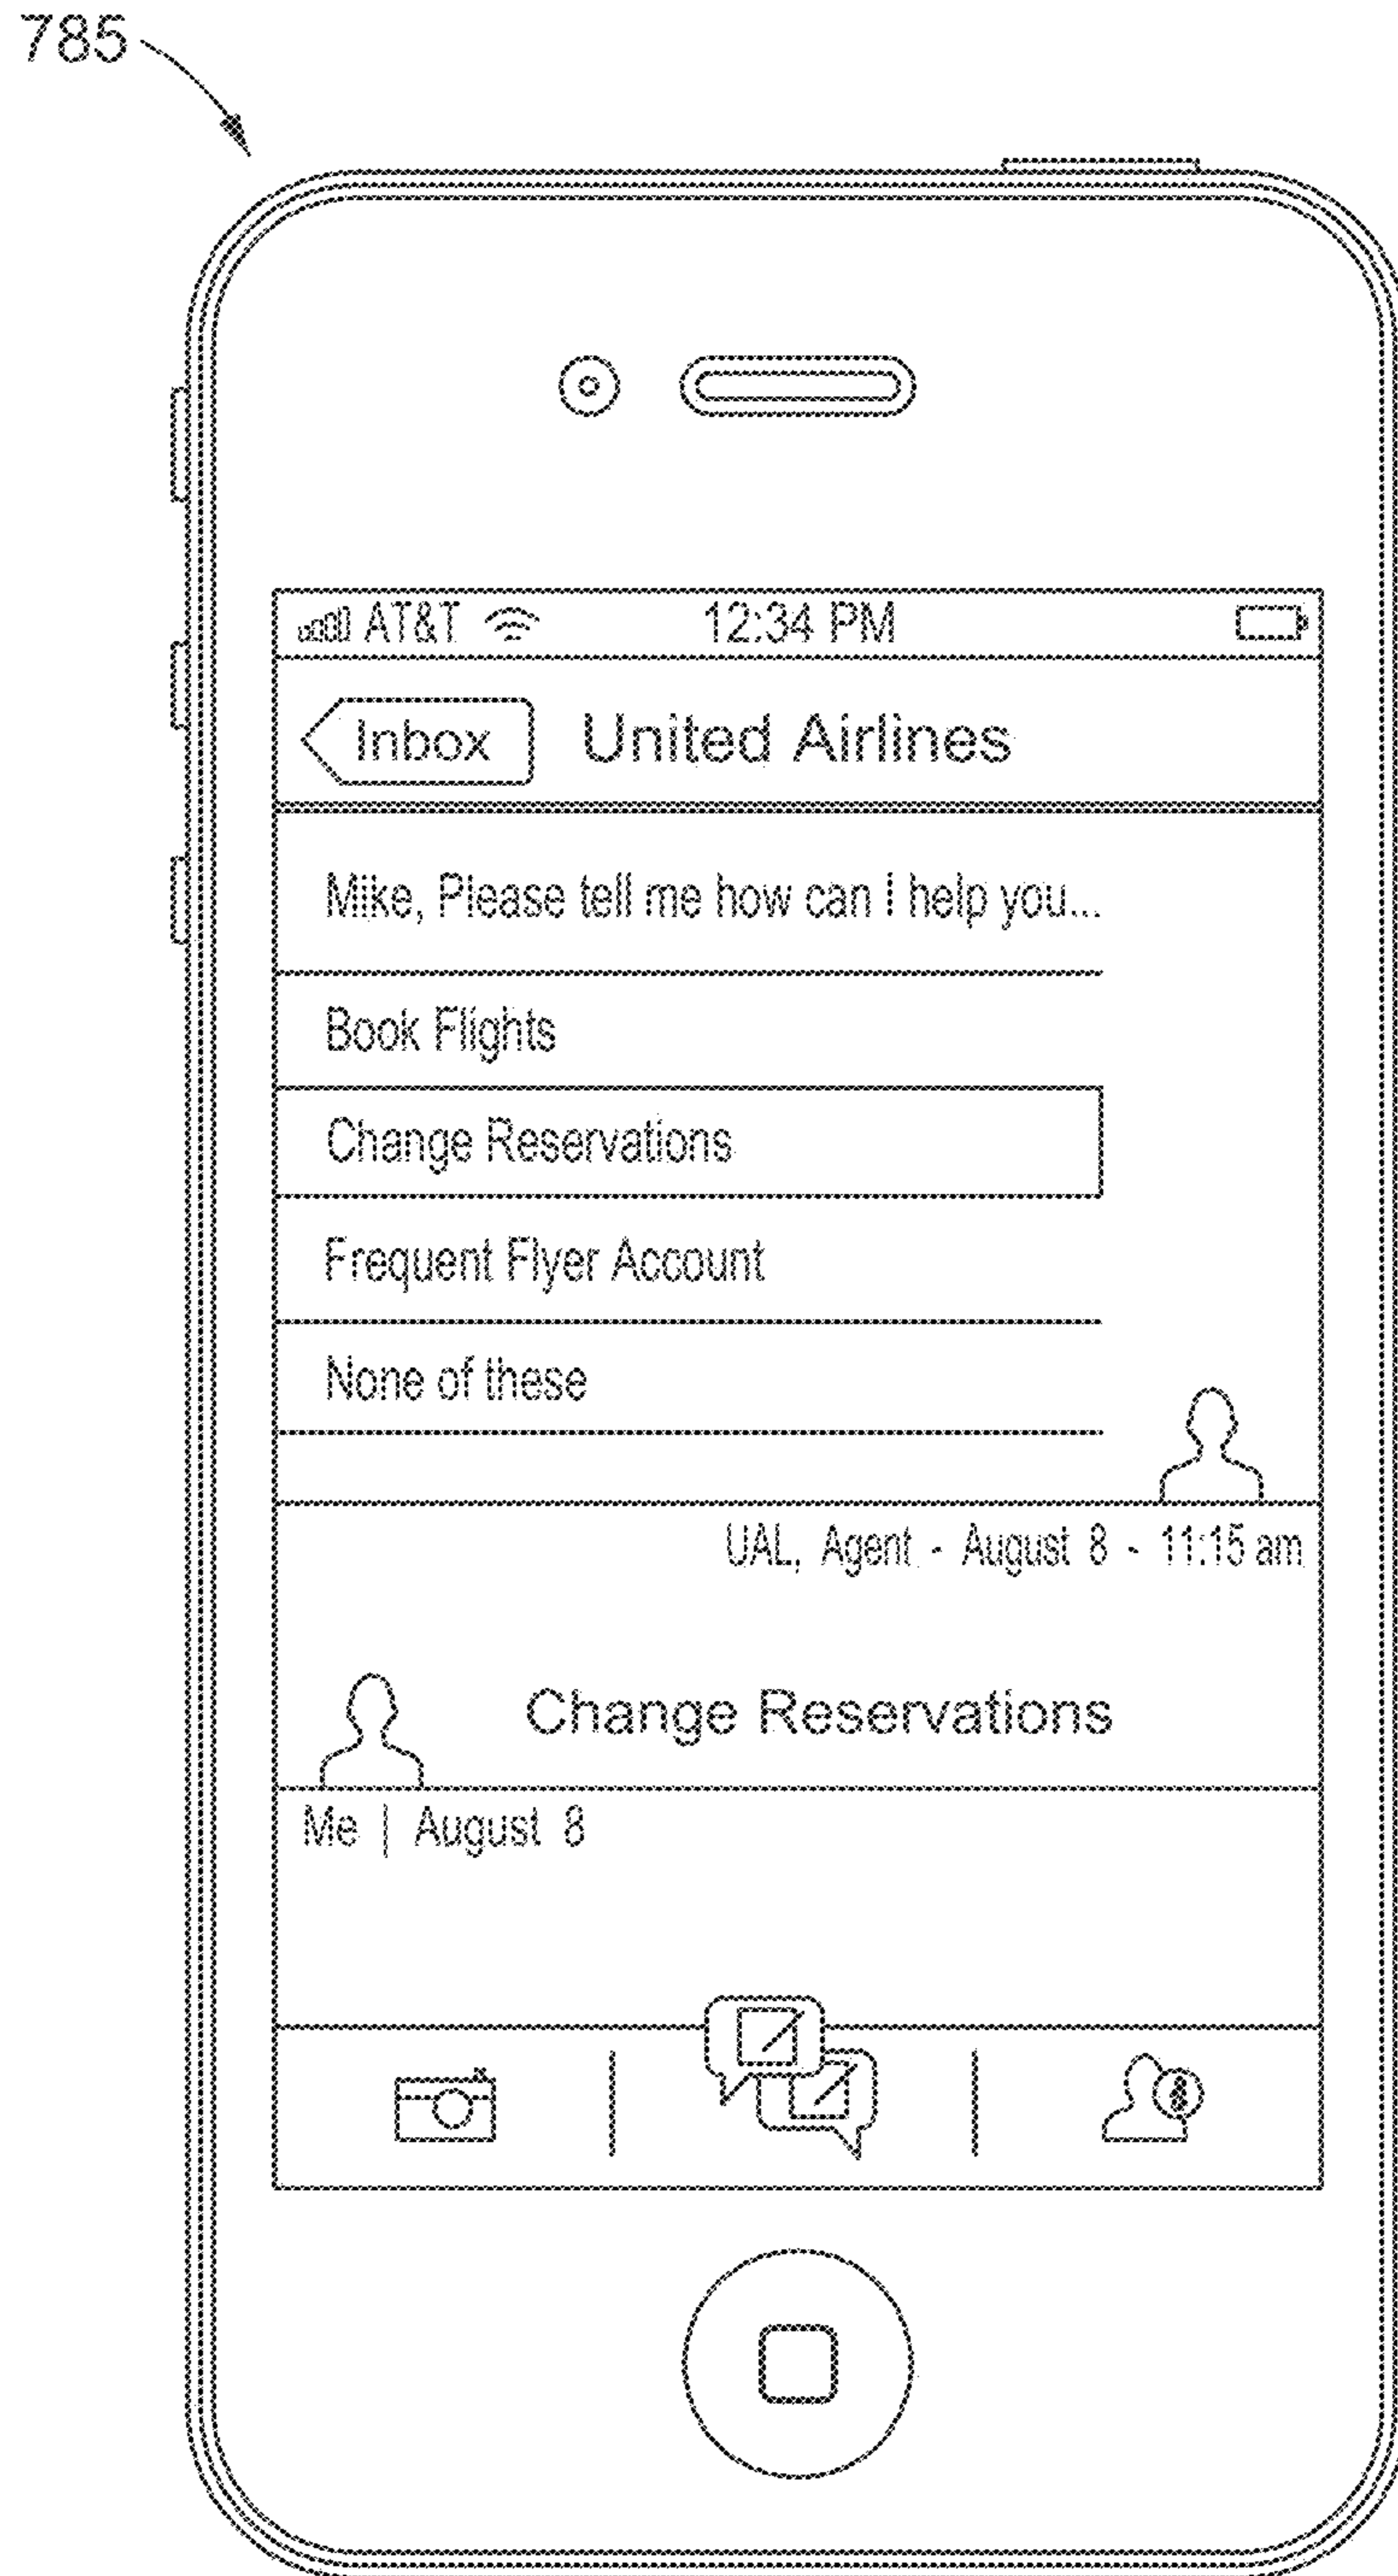 785
AT&T 12:34 PM
Inbox United Airlines
Mike, Please tell me how can I help you...
Book Flights
Change Reservations
Frequent Flyer Account
None of these
UAL, Agent - August 8 - 11:15 am
Change Reservations
Me | August 8